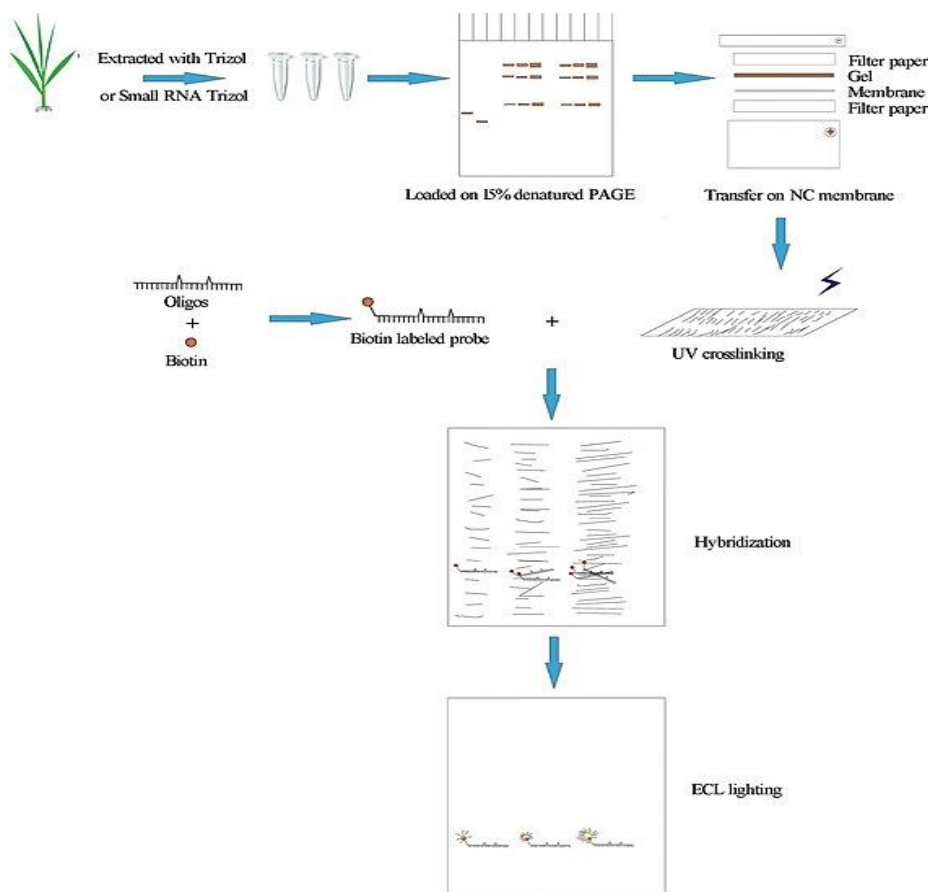 Extracted with Trizol
or Small RNA Trizol
Filter paper
Gel
Membrane
Filter paper
Loaded on 15% denatured PAGE
Transfer on NC membrane
Oligos
+
Biotin
Biotin labeled probe
+
UV crosslinking
Hybridization
ECL lighting